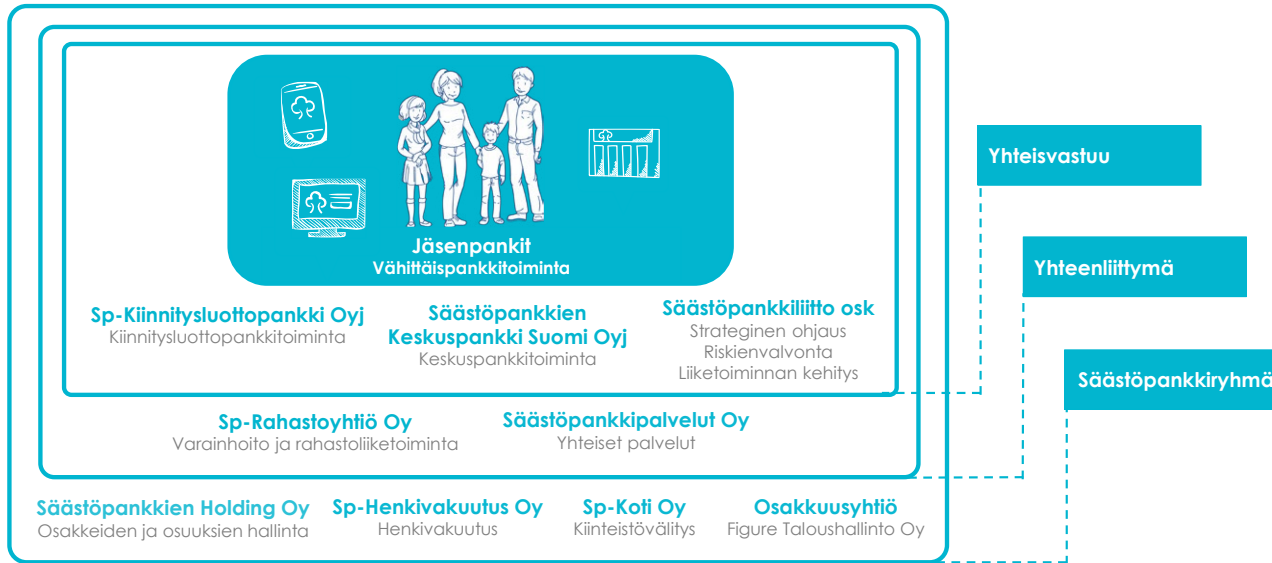 Jäsenpankit
Vähittäispankkitoiminta
Sp-Kiinnitysluottopankki Oyj
Kiinnitysluottopankkitoiminta
Säästöpankkien
Keskuspankki Suomi Oyj
Keskuspankkitoiminta
Säästöpankkiliitto osk
Strateginen ohjaus
Riskienvalvonta
Liiketoiminnan kehitys
Sp-Rahastoyhtiö Oy
Varainhoito ja rahastoliiketoiminta
Säästöpankkipalvelut Oy
Yhteiset palvelut
Säästöpankkien Holding Oy
Osakkeiden ja osuuksien hallinta
Sp-Henkivakuutus Oy
Henkivakuutus
Sp-Koti Oy
Kiinteistövälitys
Osakkuusyhtiö
Figure Taloushallinto Oy
Yhteisvastuu
Yhteenliittymä
Säästöpankkiryhmä